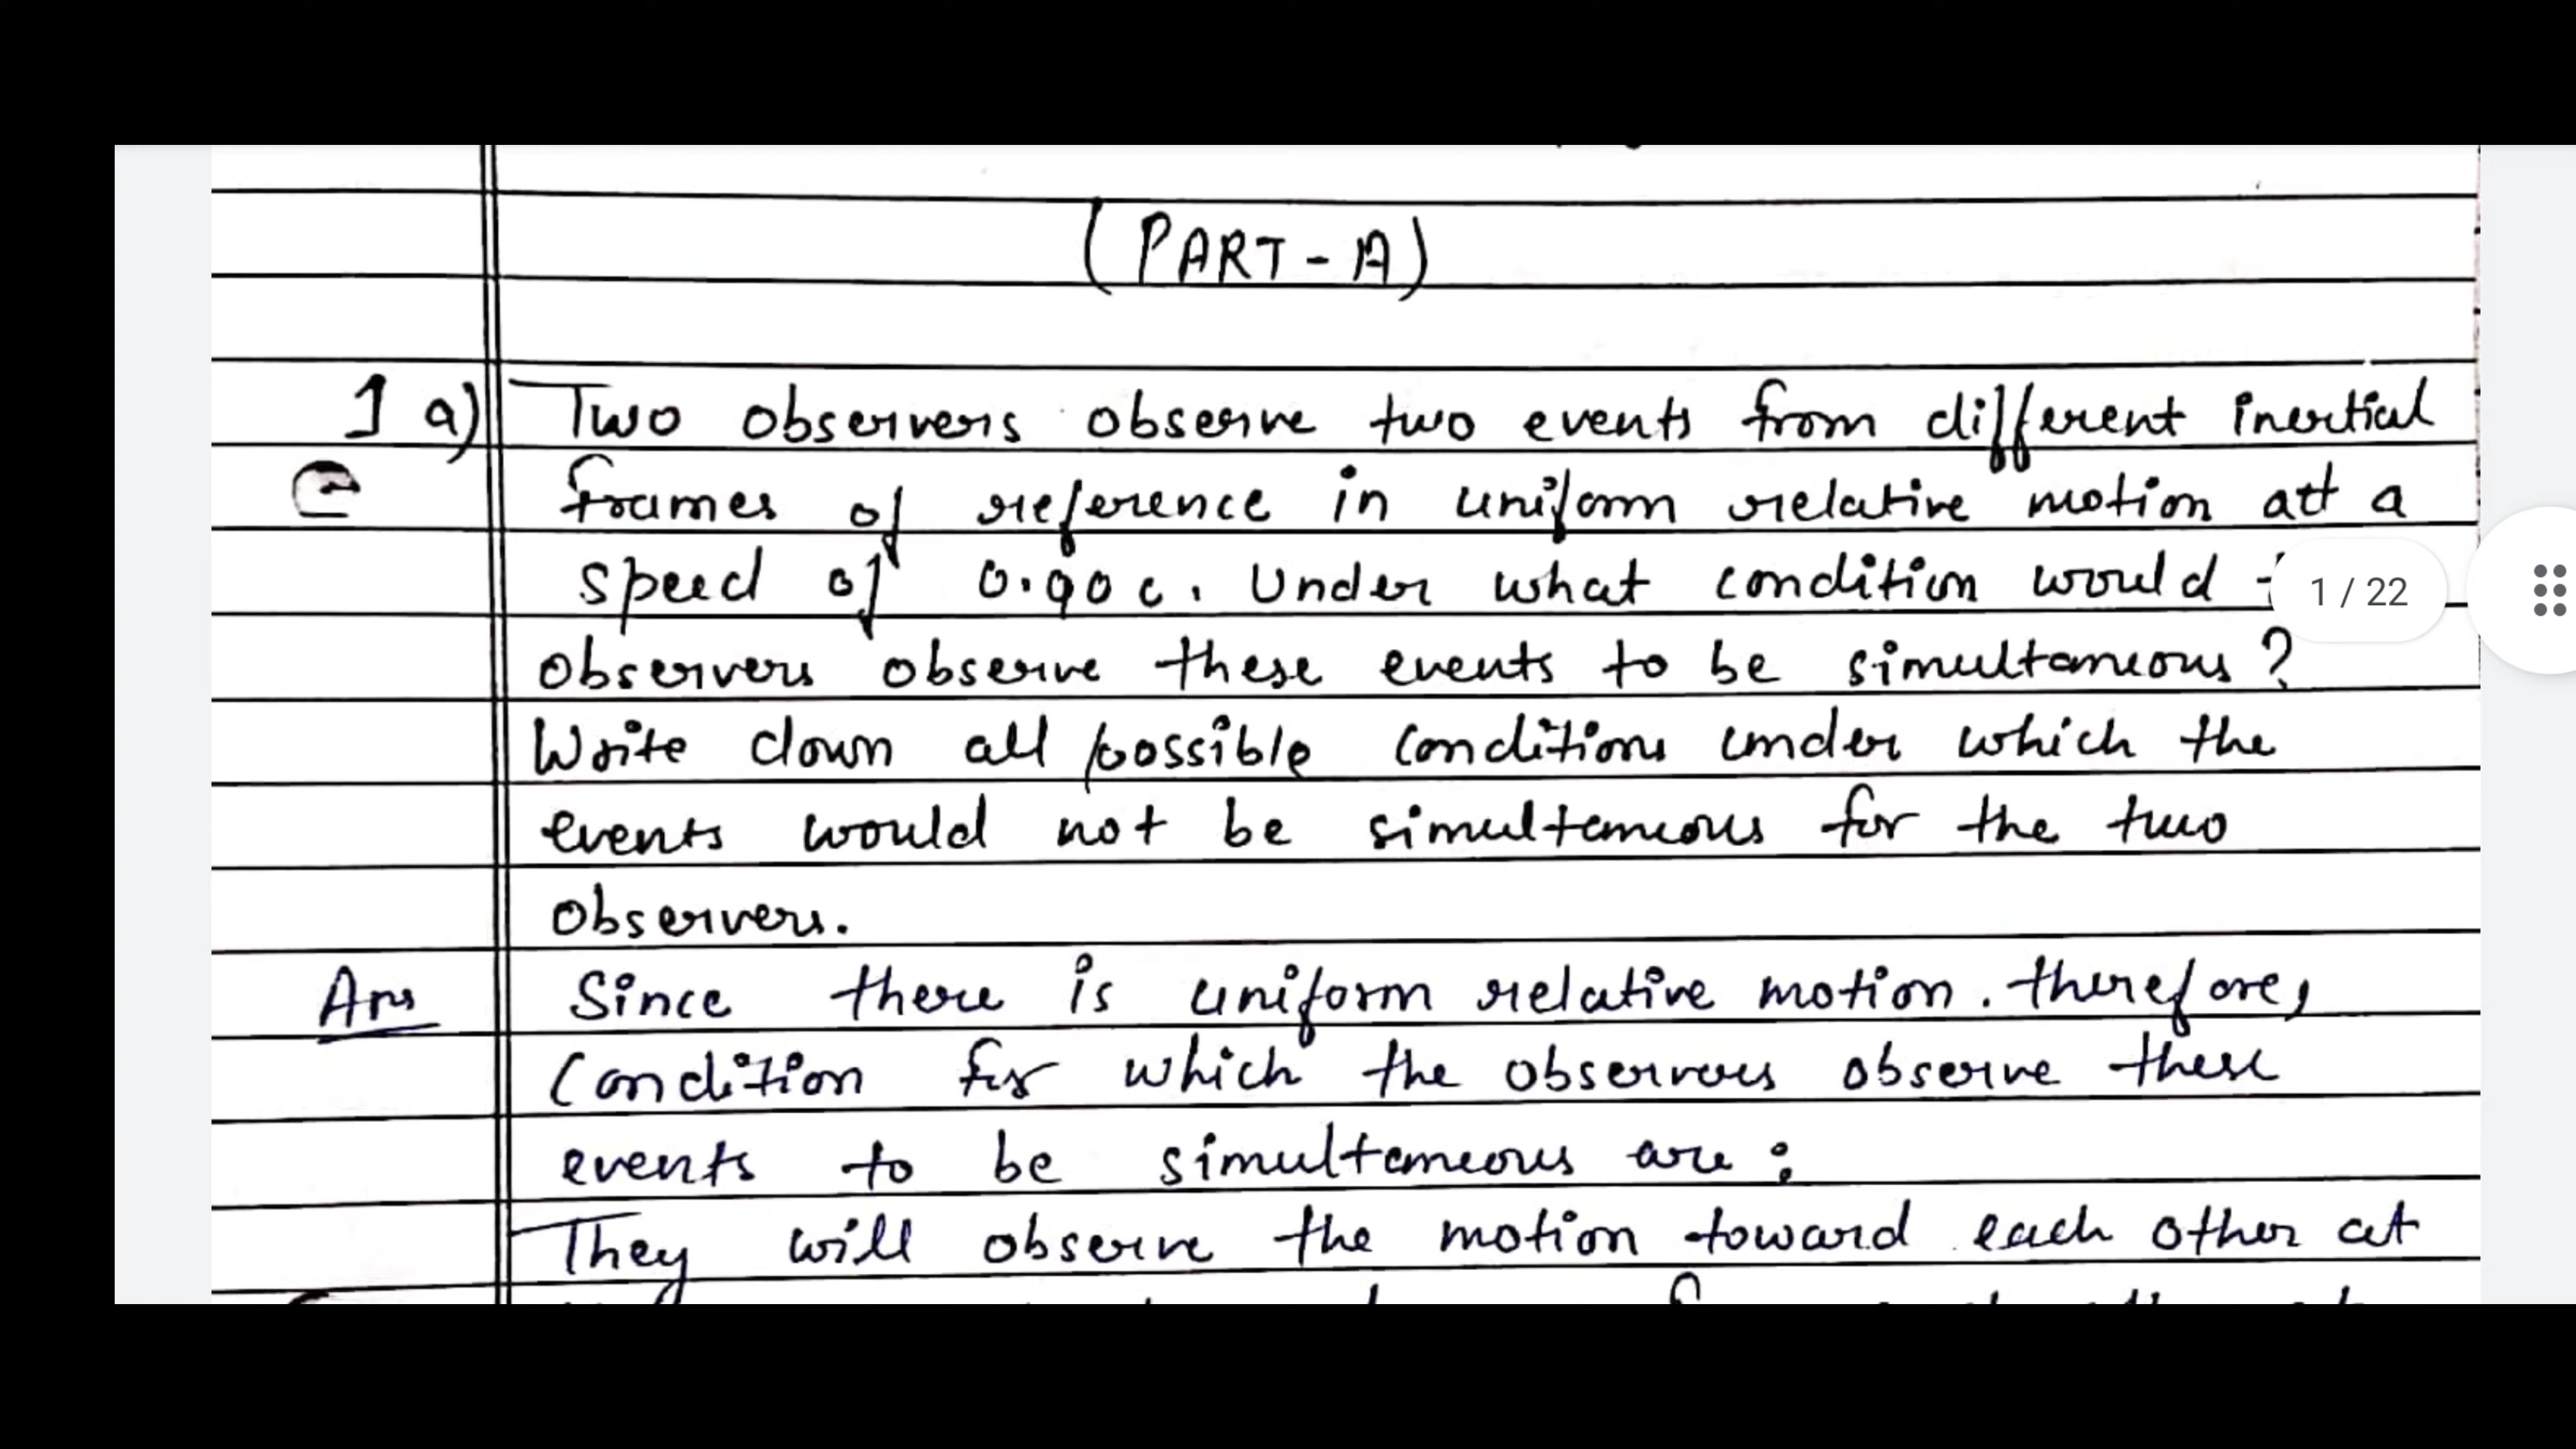 (PART-A)
1 a) Two observers observe two events from different inertial
frames of reference in uniform relative motion att a
speed of 0.90 c. Under what condition would
1 / 22
observers observe these events to be simultaneous?
Write down all possible conditions under which the
events would not be simultaneous for the two
observers.
Ans Since there is uniform relative motion. therefore,
Condition for which the observers observe these
events to be simultaneous are :
They will observe the motion toward each other at